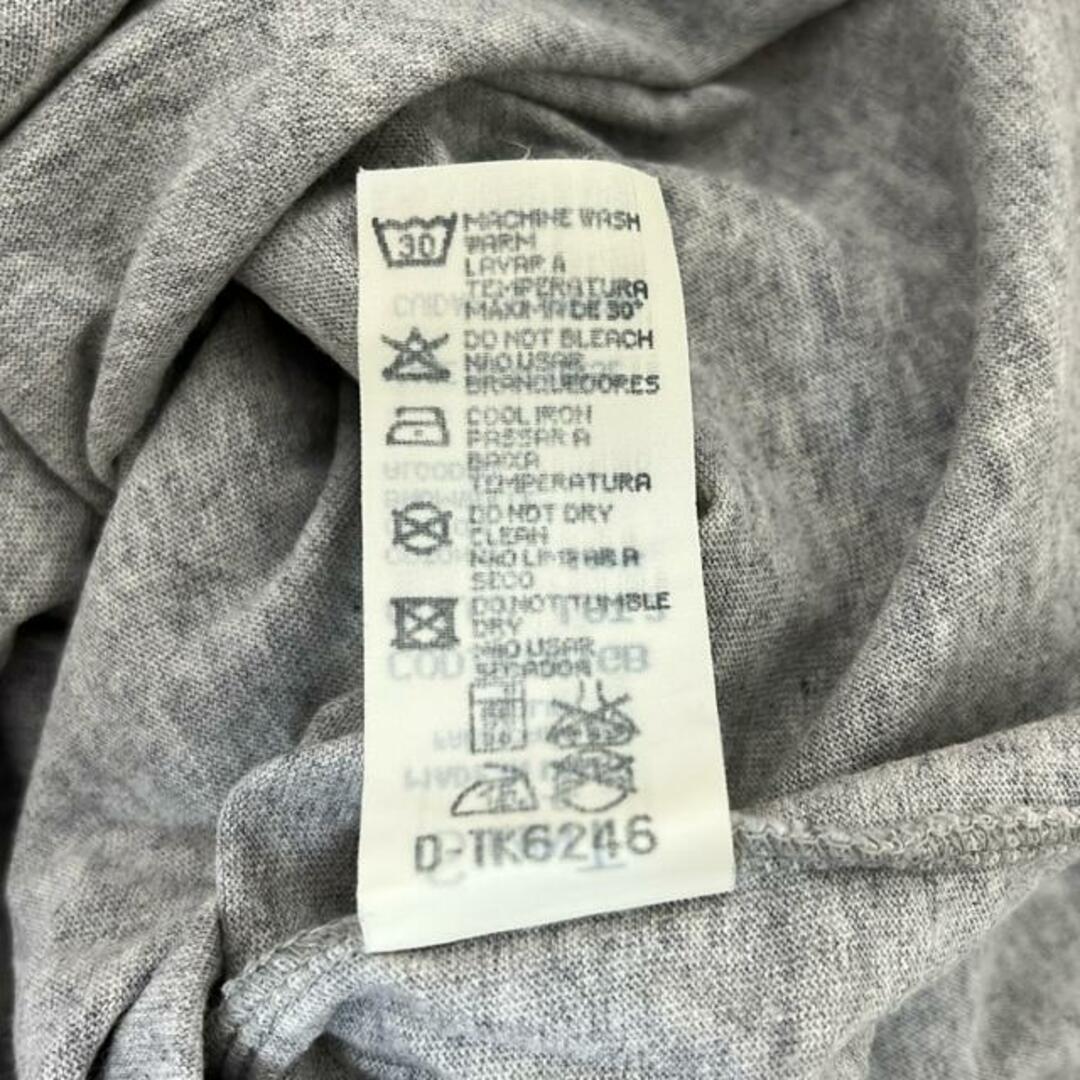 30
MACHINE WASH
WARM
LAVAR A
TEMPERATURA
MAXIMA DE 30°
DO NOT BLEACH
NÃO USAR
BRANQUEDORES
COOL IRON
PASSAR A
BAIXA
TEMPERATURA
DO NOT DRY
CLEAN
NÃO LIMPAR A
SECO
DO NOT TUMBLE
DRY
NÃO USAR
SECADOR
D-TK6246